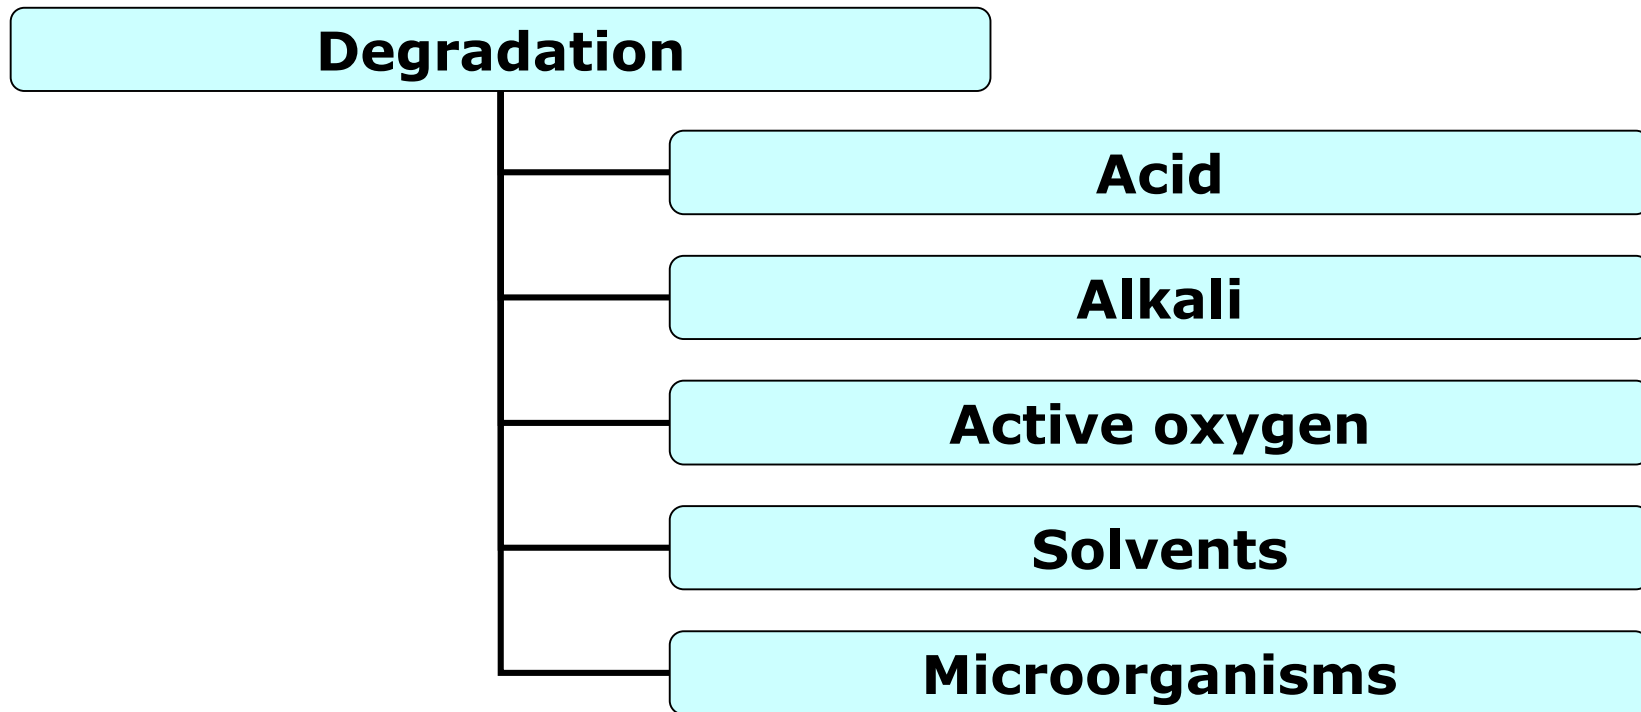 Degradation
Acid
Alkali
Active oxygen
Solvents
Microorganisms